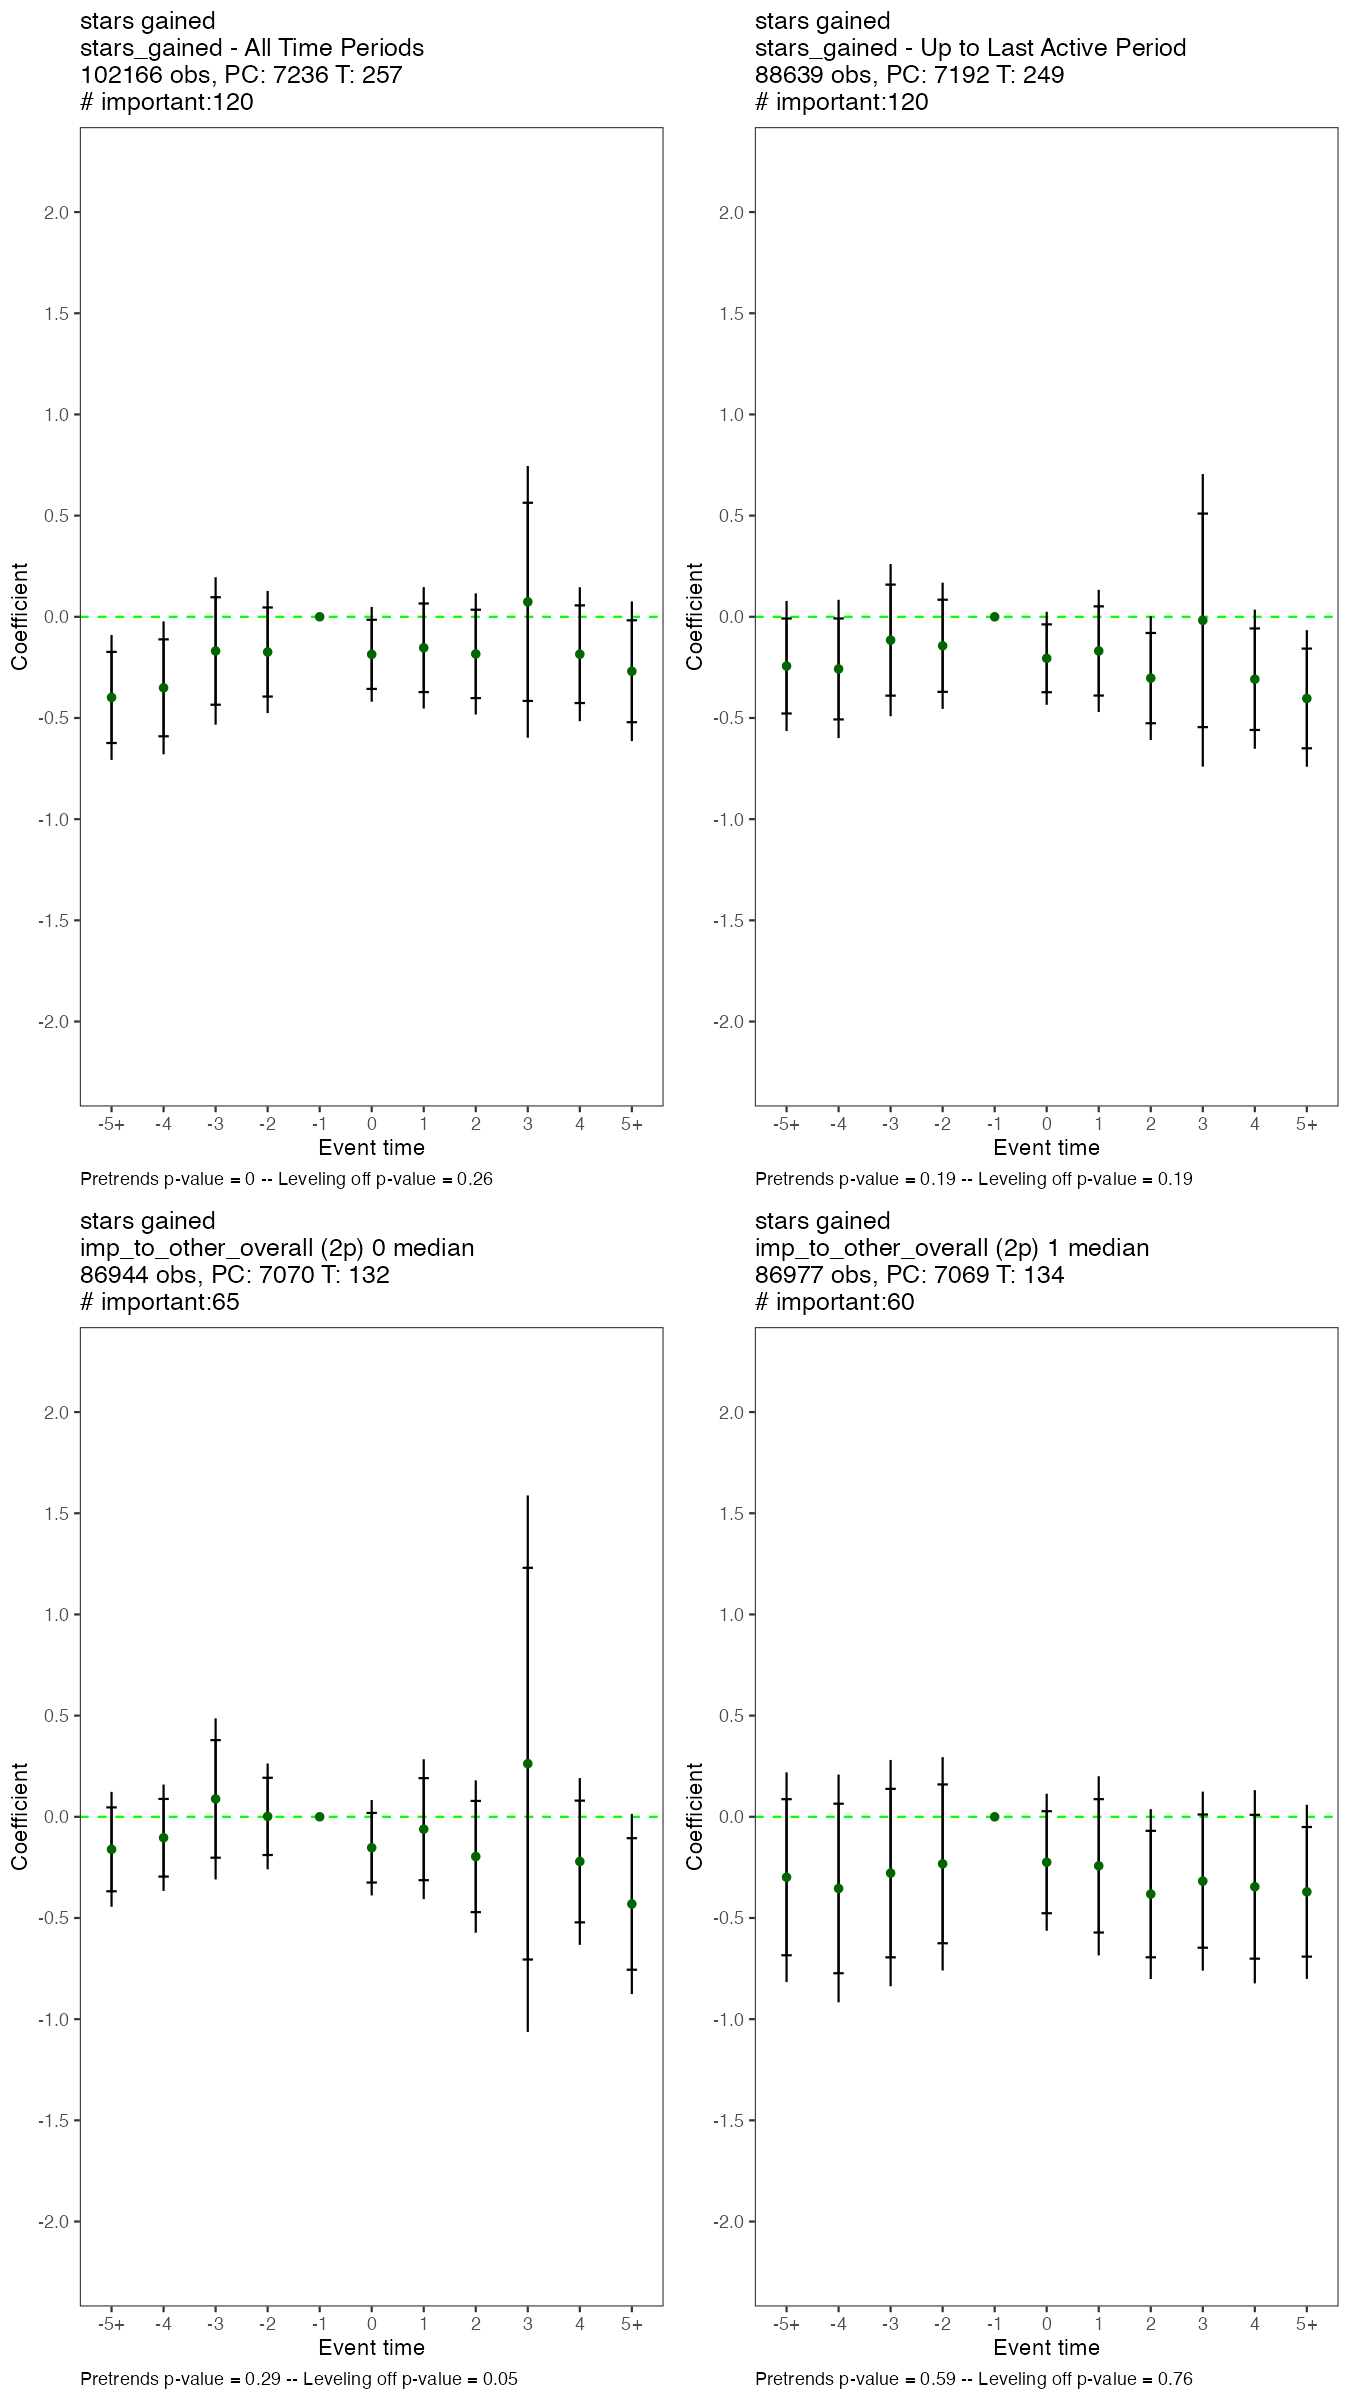 stars gained
stars_gained - All Time Periods
102166 obs, PC: 7236 T: 257
# important:120
2.0
1.5
1.0
0.5
0.0
-0.5
-1.0
-1.5
-2.0
Coefficient
-5+ -4 -3 -2 -1 0 1 2 3 4 5+
Event time
Pretrends p-value = 0 -- Leveling off p-value = 0.26
stars gained
stars_gained - Up to Last Active Period
88639 obs, PC: 7192 T: 249
# important:120
2.0
1.5
1.0
0.5
0.0
-0.5
-1.0
-1.5
-2.0
Coefficient
-5+ -4 -3 -2 -1 0 1 2 3 4 5+
Event time
Pretrends p-value = 0.19 -- Leveling off p-value = 0.19
stars gained
imp_to_other_overall (2p) 0 median
86944 obs, PC: 7070 T: 132
# important:65
2.0
1.5
1.0
0.5
0.0
-0.5
-1.0
-1.5
-2.0
Coefficient
-5+ -4 -3 -2 -1 0 1 2 3 4 5+
Event time
Pretrends p-value = 0.29 -- Leveling off p-value = 0.05
stars gained
imp_to_other_overall (2p) 1 median
86977 obs, PC: 7069 T: 134
# important:60
2.0
1.5
1.0
0.5
0.0
-0.5
-1.0
-1.5
-2.0
Coefficient
-5+ -4 -3 -2 -1 0 1 2 3 4 5+
Event time
Pretrends p-value = 0.59 -- Leveling off p-value = 0.76